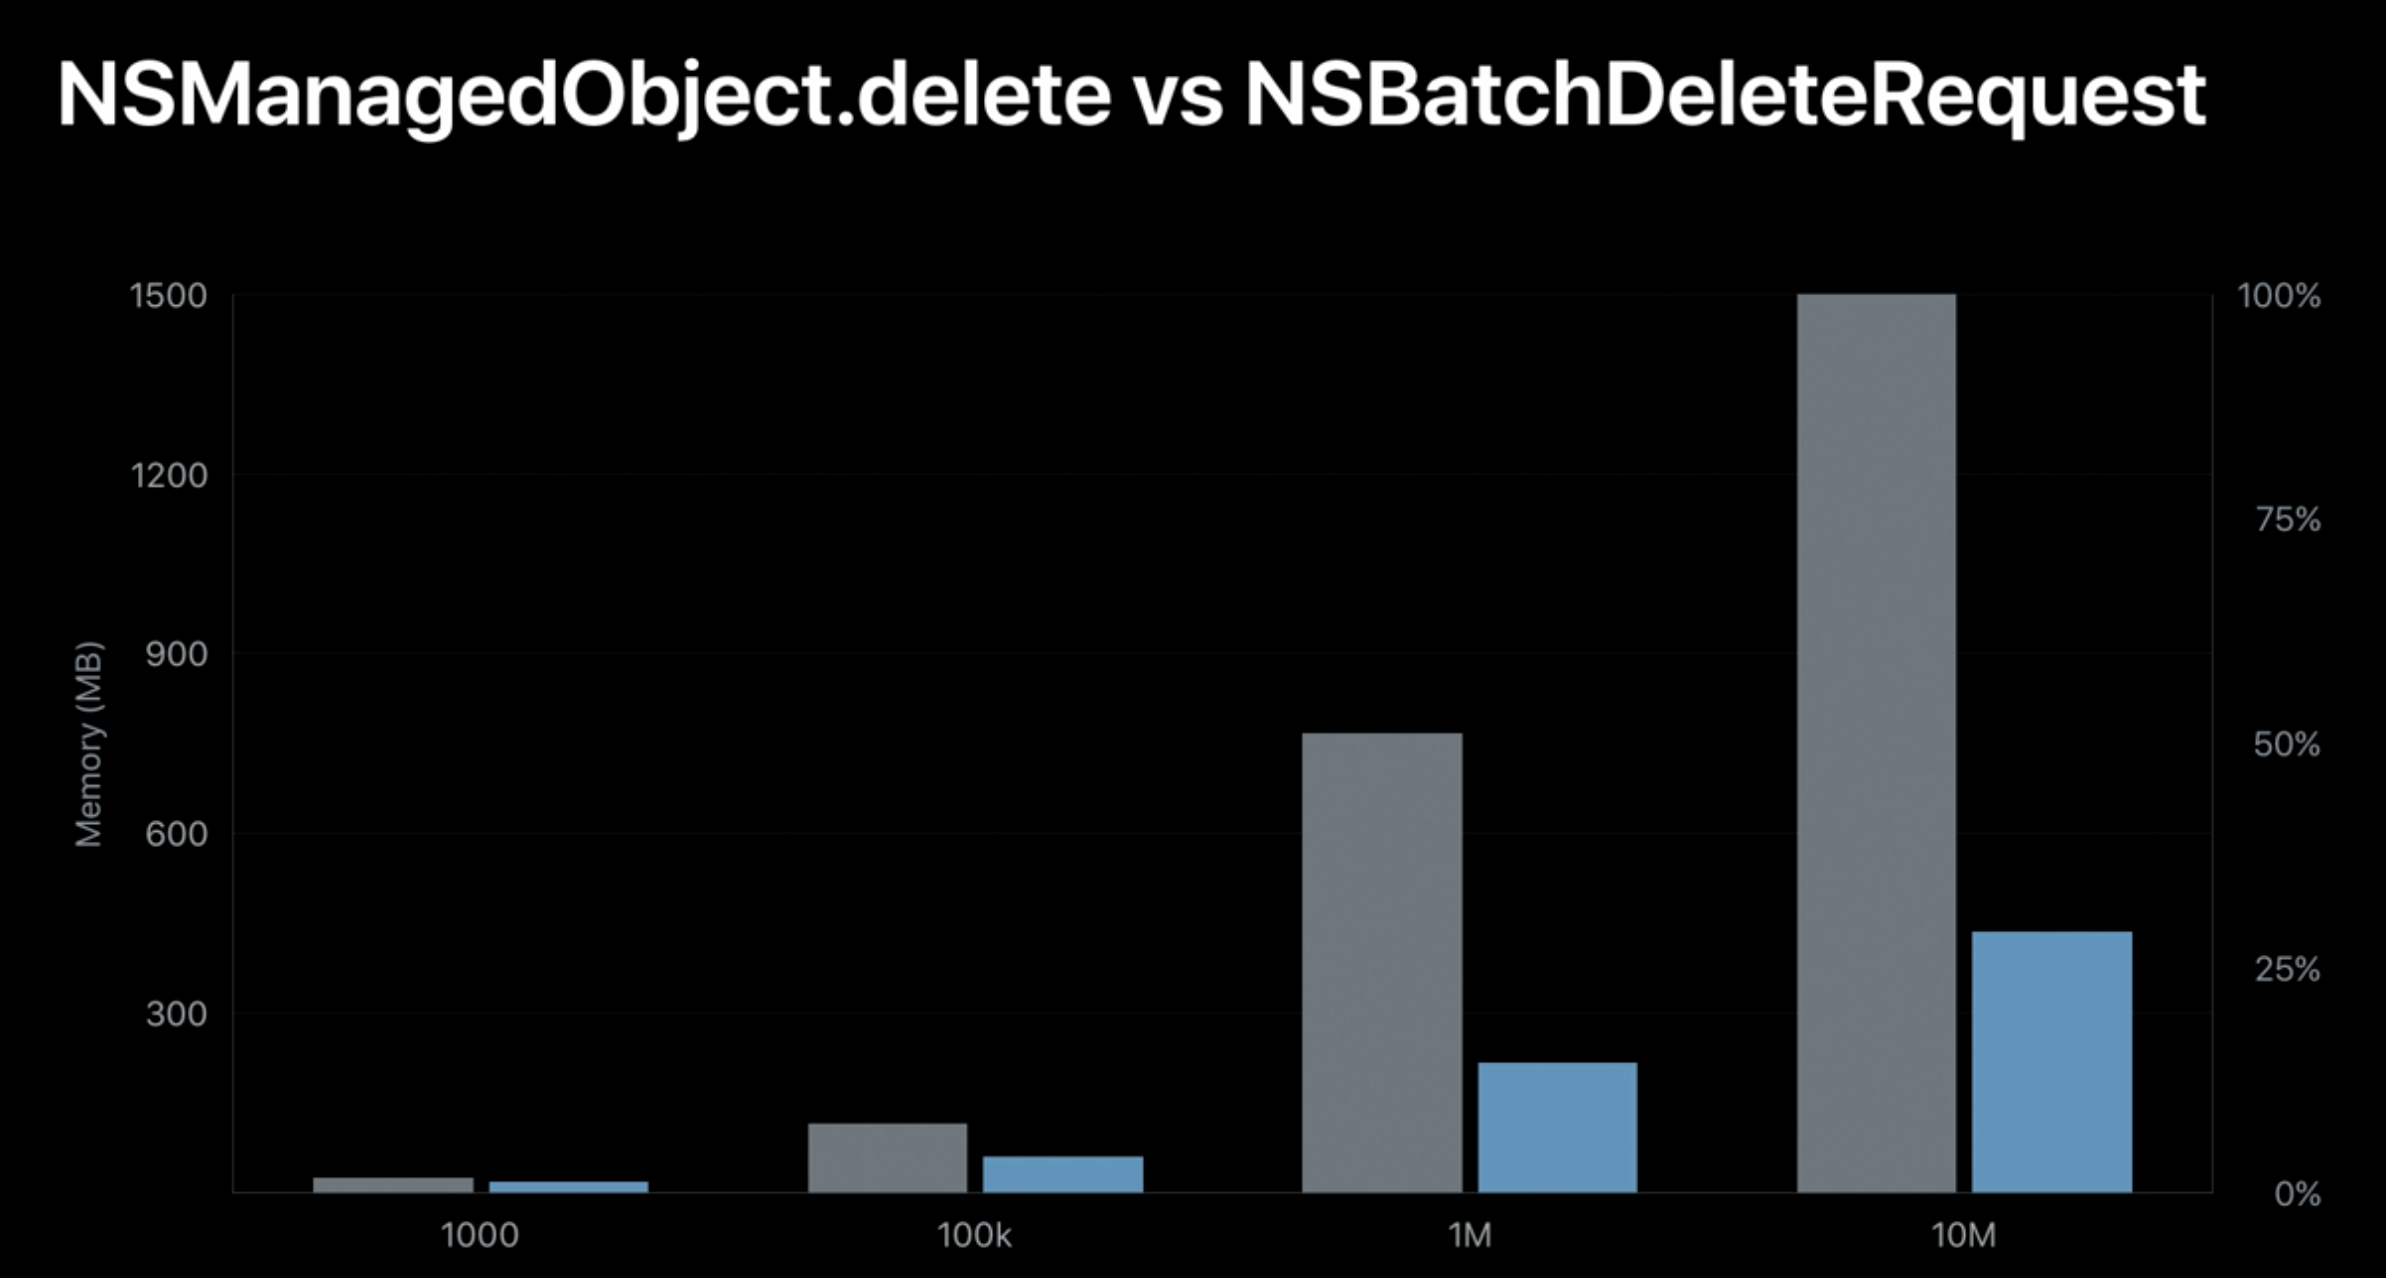 NSManagedObject.delete vs NSBatchDeleteRequest
1500
1200
900
600
300
Memory (MB)
100%
75%
50%
25%
0%
1000
100k
1M
10M